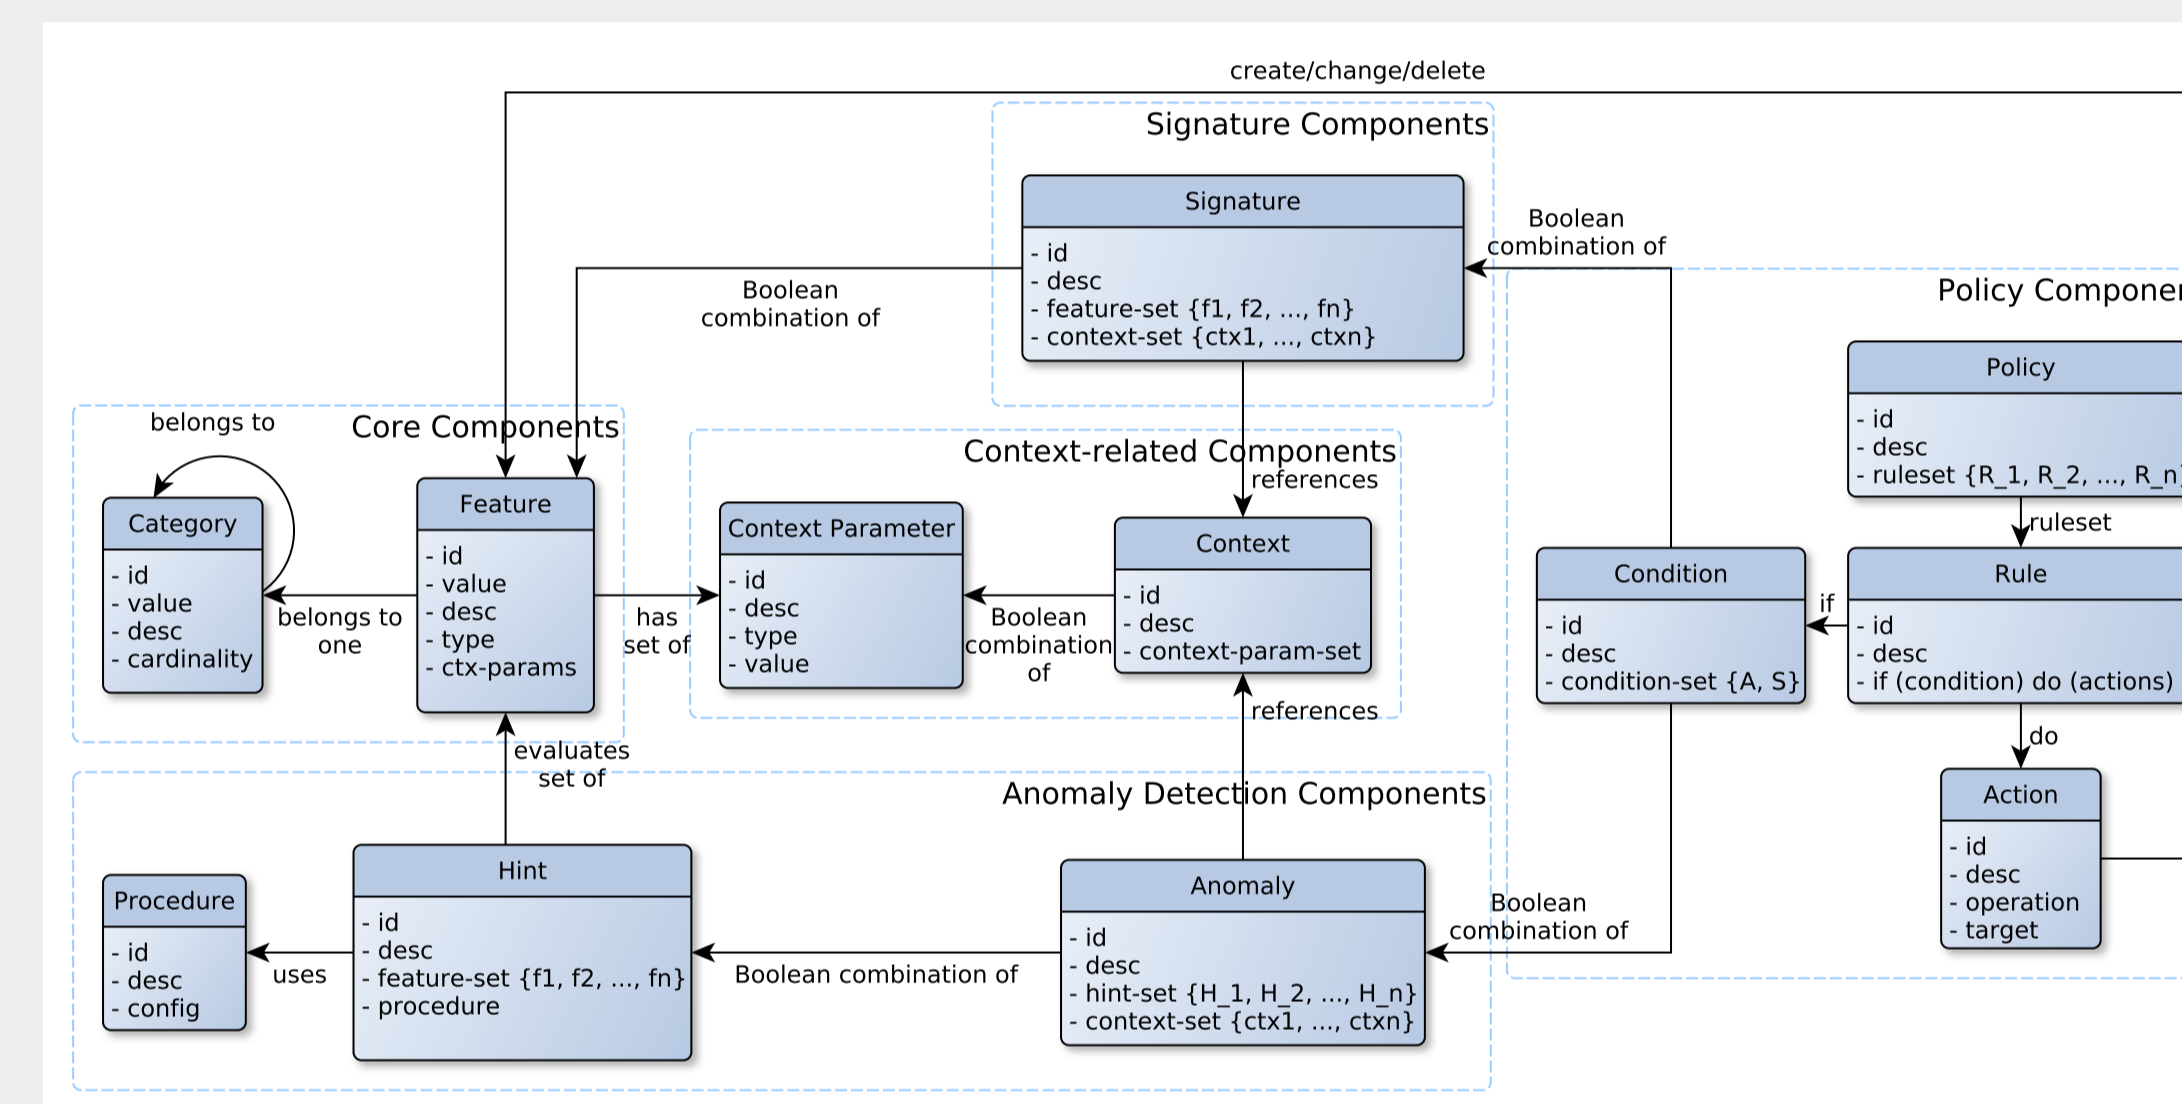 create/change/delete
Signature Components
Signature
- id
- desc
- feature-set {f1, f2, ..., fn}
- context-set {ctx1, ..., ctxn}
Boolean
combination of
Boolean
combination of
Core Components
belongs to
Category
- id
- value
- desc
- cardinality
belongs to
one
Feature
- id
- value
- desc
- type
- ctx-params
has
set of
Context-related Components
references
Context Parameter
- id
- desc
- type
- value
Boolean
combination
of
Context
- id
- desc
- context-param-set
references
Policy
Policy
- id
- desc
- ruleset {R_1, R_2, ..., R_n}
ruleset
Condition
- id
- desc
- condition-set {A, S}
if
Rule
- id
- desc
- if (condition) do (actions)
do
Action
- id
- desc
- operation
- target
evaluates
set of
Anomaly Detection Components
Procedure
- id
- desc
- config
uses
Hint
- id
- desc
- feature-set {f1, f2, ..., fn}
- procedure
Boolean combination of
Anomaly
- id
- desc
- hint-set {H_1, H_2, ..., H_n}
- context-set {ctx1, ..., ctxn}
Boolean
combination of